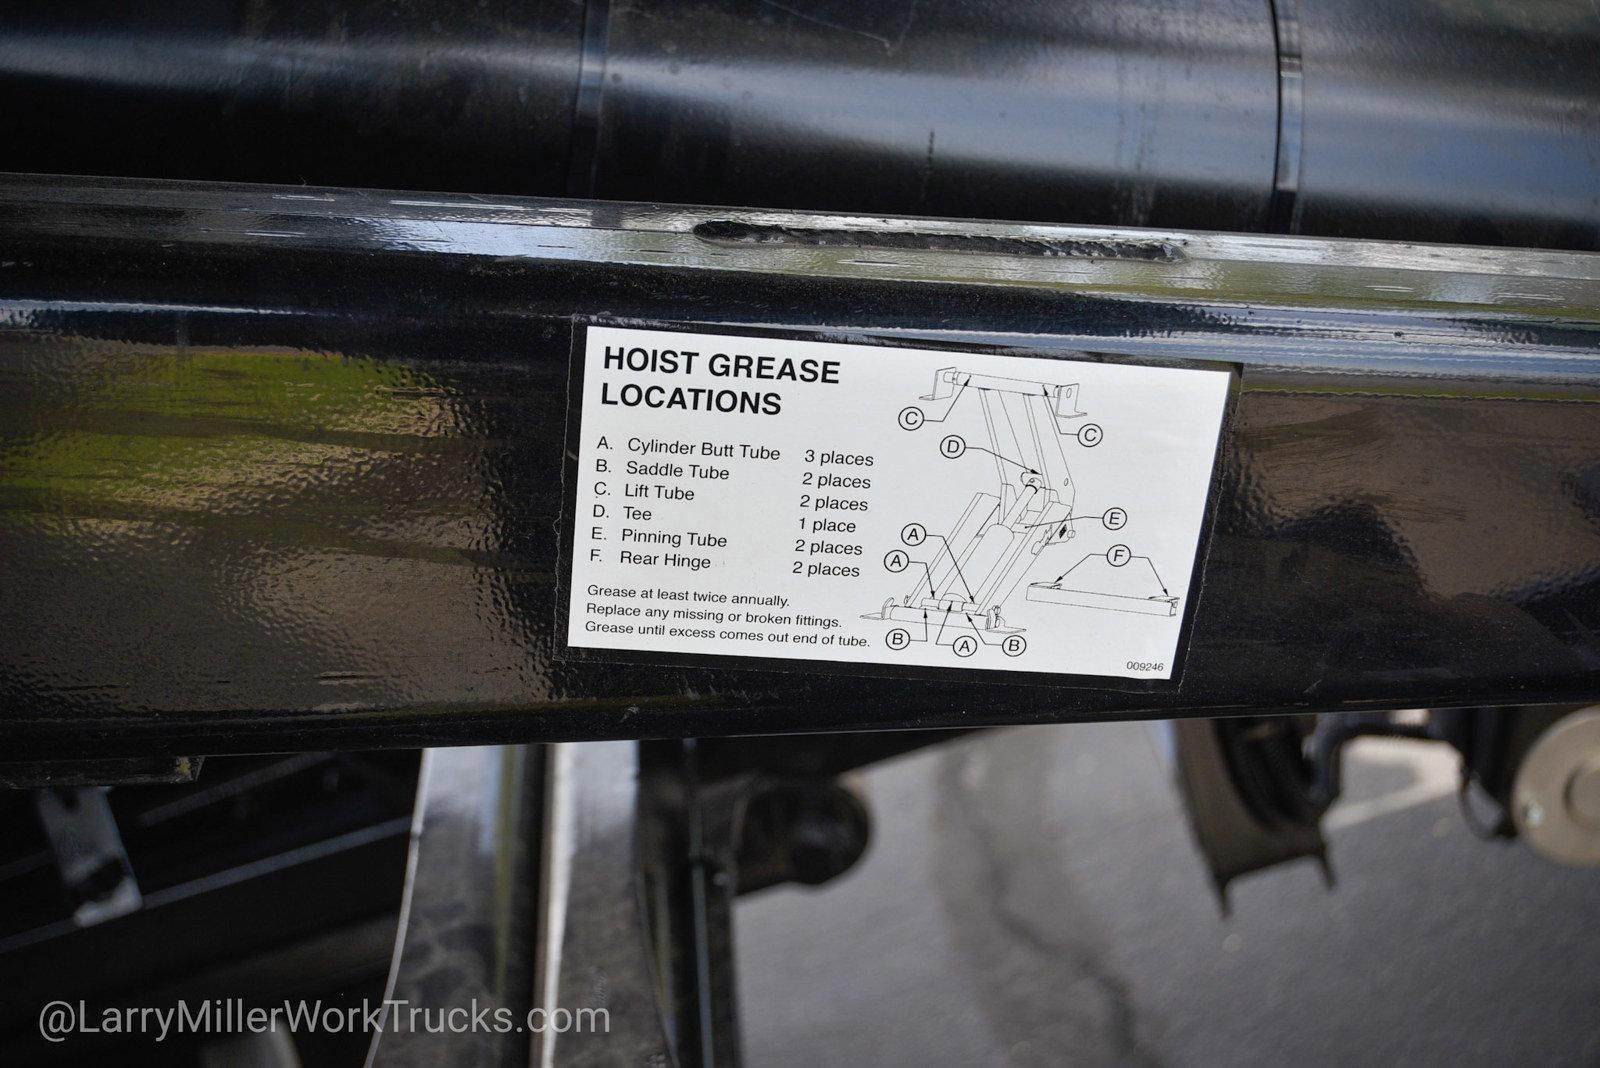 HOIST GREASE
LOCATIONS
A. Cylinder Butt Tube 3 places
B. Saddle Tube 2 places
C. Lift Tube 2 places
D. Tee 1 place
E. Pinning Tube 2 places
F. Rear Hinge 2 places
Grease at least twice annually.
Replace any missing or broken fittings.
Grease until excess comes out end of tube.
C
C
D
E
A
A
F
B
A
B
009246
@LarryMillerWorkTrucks.com